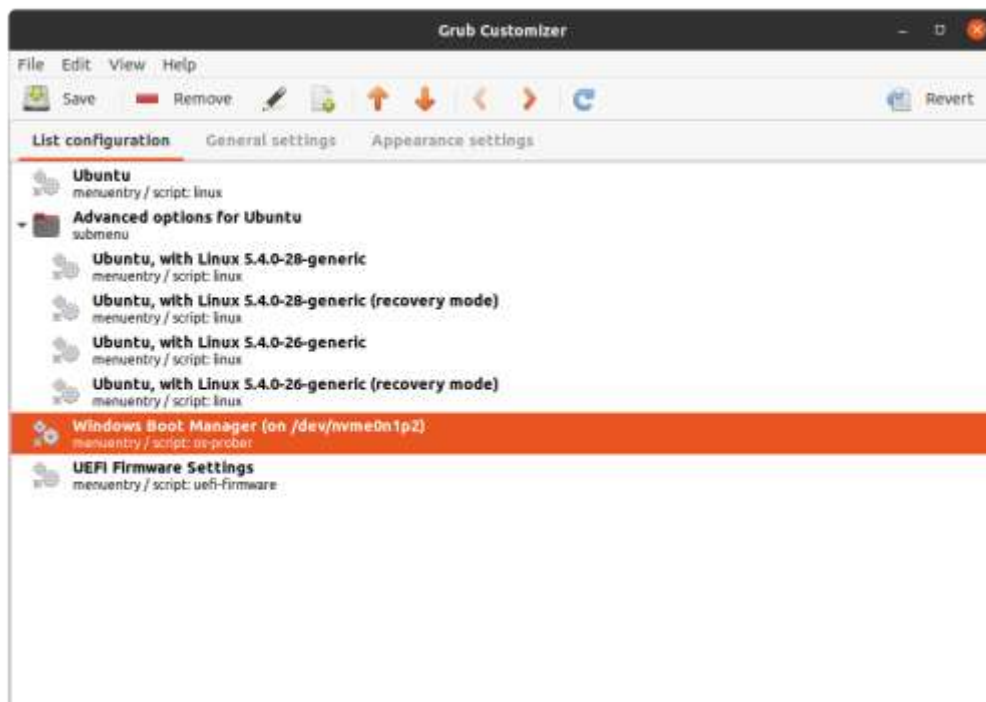 Grub Customizer
File Edit View Help
Save Remove Revert
List configuration General settings Appearance settings
Ubuntu
menuentry / script: linux
Advanced options for Ubuntu
submenu
Ubuntu, with Linux 5.4.0-28-generic
menuentry / script: linux
Ubuntu, with Linux 5.4.0-28-generic (recovery mode)
menuentry / script: linux
Ubuntu, with Linux 5.4.0-26-generic
menuentry / script: linux
Ubuntu, with Linux 5.4.0-26-generic (recovery mode)
menuentry / script: linux
Windows Boot Manager (on /dev/nvme0n1p2)
menuentry / script: os-prober
UEFI Firmware Settings
menuentry / script: uefi-firmware